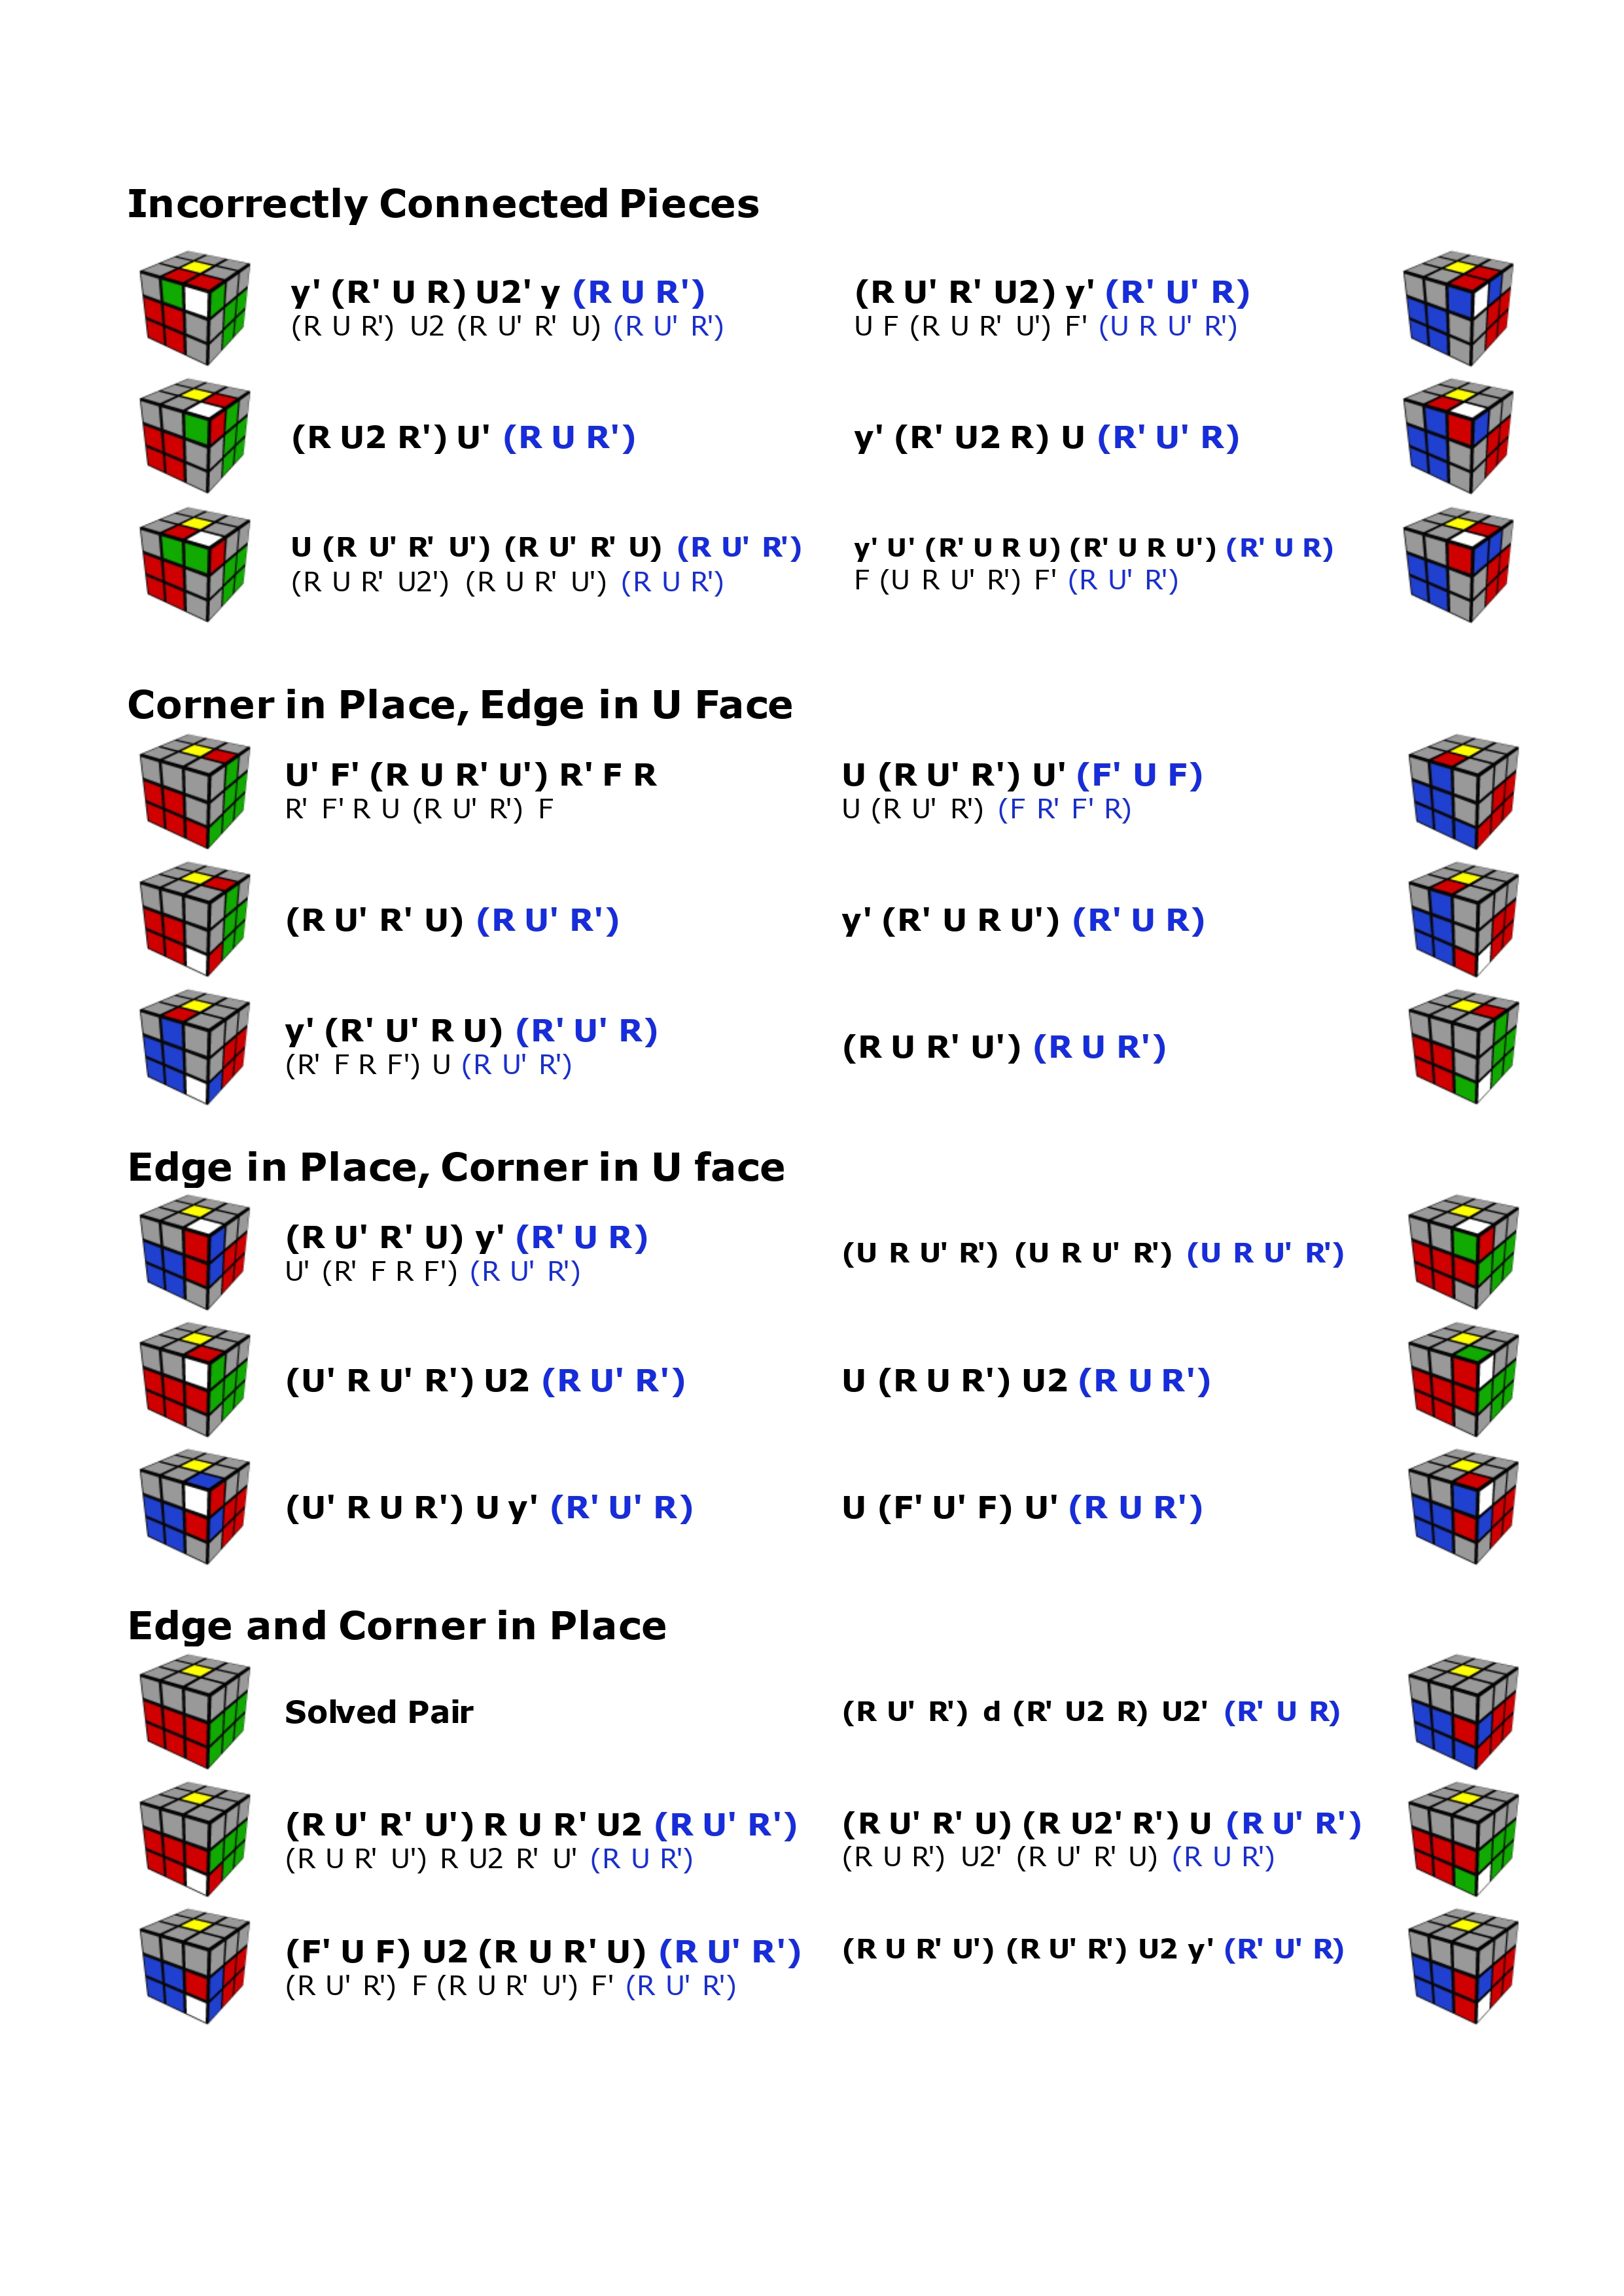 Incorrectly Connected Pieces
y' (R' U R) U2' y (R U R')
(R U R') U2 (R U' R' U) (R U' R')
(R U' R' U2) y' (R' U' R)
U F (R U R' U') F' (U R U' R')
(R U2 R') U' (R U R')
y' (R' U2 R) U (R' U' R)
U (R U' R' U') (R U' R' U) (R U' R')
(R U R' U2') (R U R' U') (R U R')
y' U' (R' U R U) (R' U R U') (R' U R)
F (U R U' R') F' (R U' R')
Corner in Place, Edge in U Face
U' F' (R U R' U') R' F R
R' F' R U (R U' R') F
U (R U' R') U' (F' U F)
U (R U' R') (F R' F' R)
(R U' R' U) (R U' R')
y' (R' U R U') (R' U R)
y' (R' U' R U) (R' U' R)
(R' F R F') U (R U' R')
(R U R' U') (R U R')
Edge in Place, Corner in U face
(R U' R' U) y' (R' U R)
U' (R' F R F') (R U' R')
(U R U' R') (U R U' R') (U R U' R')
(U' R U' R') U2 (R U' R')
U (R U R') U2 (R U R')
(U' R U R') U y' (R' U' R)
U (F' U' F) U' (R U R')
Edge and Corner in Place
Solved Pair
(R U' R') d (R' U2 R) U2' (R' U R)
(R U' R' U') R U R' U2 (R U' R')
(R U R' U') R U2 R' U' (R U R')
(R U' R' U) (R U2' R') U (R U' R')
(R U R') U2' (R U' R' U) (R U R')
(F' U F) U2 (R U R' U) (R U' R')
(R U' R') F (R U R' U') F' (R U' R')
(R U R' U') (R U' R') U2 y' (R' U' R)